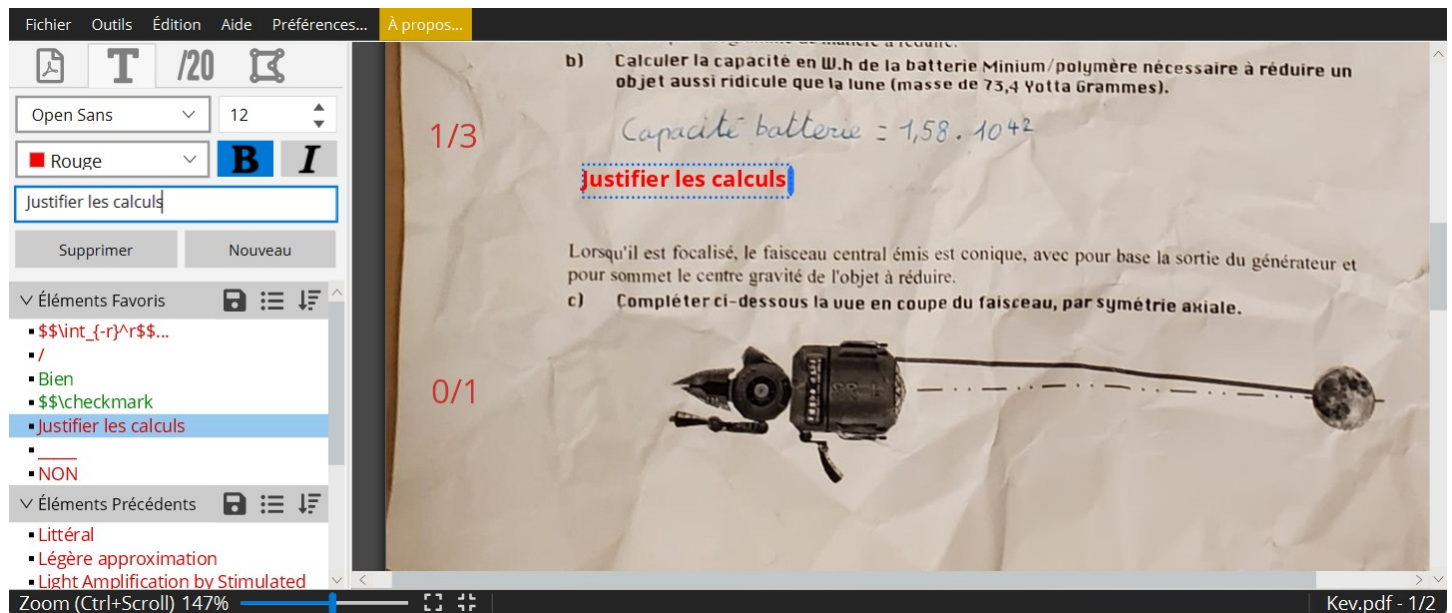 Fichier Outils Édition Aide Préférences... À propos...
T /20
Open Sans 12
Rouge B I
Justifier les calculs
Supprimer Nouveau
Éléments Favoris
$$\int_{-r}^r$$...
/
Bien
$$\checkmark
Justifier les calculs
_____
NON
Éléments Précédents
Littéral
Légère approximation
Light Amplification by Stimulated
Zoom (Ctrl+Scroll) 147%
b) Calculer la capacité en W.h de la batterie Minium/polymère nécessaire à réduire un
objet aussi ridicule que la lune (masse de 73,4 Yotta Grammes).
1/3
Capacité batterie = 1,58 . 10^42
Justifier les calculs
Lorsqu'il est focalisé, le faisceau central émis est conique, avec pour base la sortie du générateur et
pour sommet le centre gravité de l'objet à réduire.
c) Compléter ci-dessous la vue en coupe du faisceau, par symétrie axiale.
0/1
Kev.pdf - 1/2